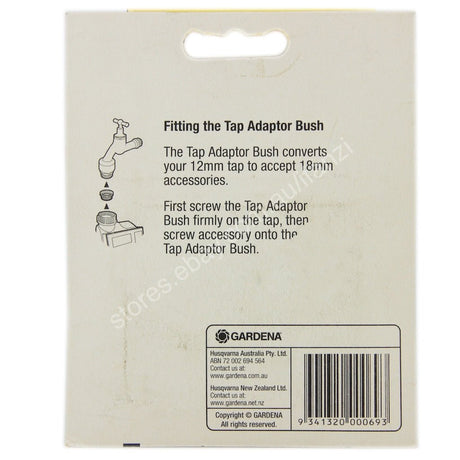 Fitting the Tap Adaptor Bush
The Tap Adaptor Bush converts
your 12mm tap to accept 18mm
accessories.
First screw the Tap Adaptor
Bush firmly on the tap, then
screw accessory onto the
Tap Adaptor Bush.
GARDENA
Husqvarna Australia Pty. Ltd.
ABN 72 002 694 564
Contact us at:
www.gardena.com.au
Husqvarna New Zealand Ltd.
Contact us at:
www.gardena.net.nz
Copyright © GARDENA
All rights reserved.
9 341320 000693